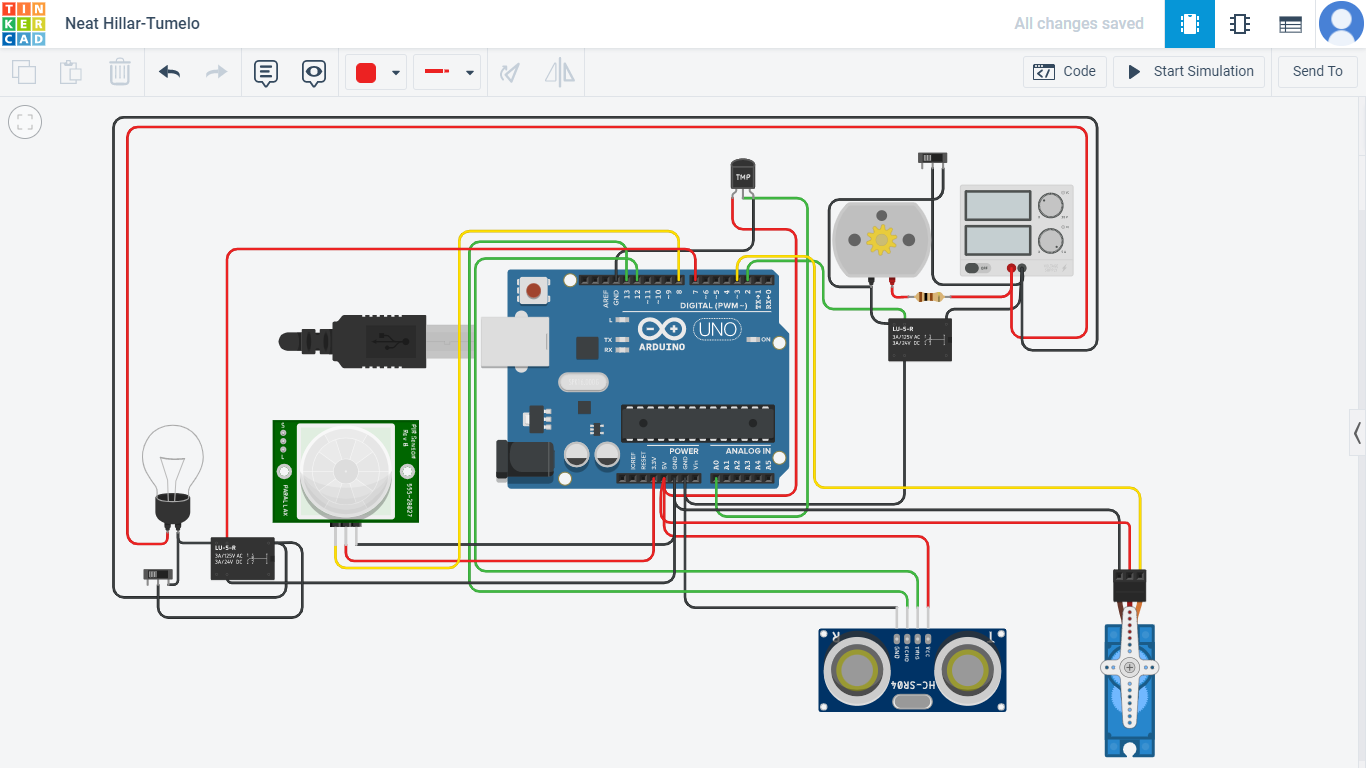 TIN
KER
CAD
Neat Hillar-Tumelo
All changes saved
Code
Start Simulation
Send To
TMP
OFF
AREF
GND
13
12
~11
~10
~9
8
7
~6
~5
4
~3
2
TX→1
RX←0
DIGITAL (PWM~)
L
TX
RX
ARDUINO
UNO
ON
LU-5-R
3A/125V AC
3A/24V DC
POWER
ANALOG IN
IOREF
RESET
3.3V
5V
GND
GND
Vin
A0
A1
A2
A3
A4
A5
PIR Sensor
Rev B
S
L
PARALLAX
555-28027
LU-5-R
3A/125V AC
3A/24V DC
R
T
GND
ECHO
TRIG
VCC
HC-SR04